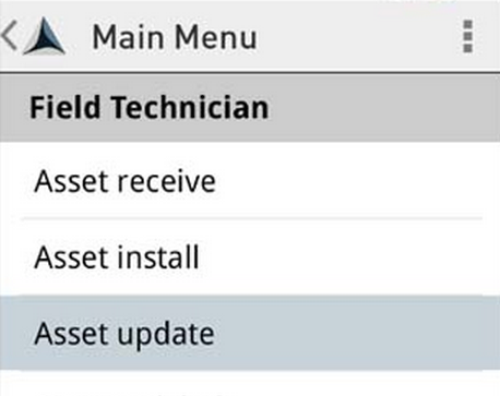 Main Menu
Field Technician
Asset receive
Asset install
Asset update